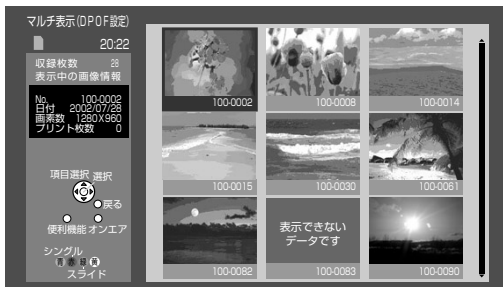 マルチ表示(DPOF設定)
20:22
収録枚数 28
表示中の画像情報
No. 100-0002
日付 2002/07/28
画素数 1280X960
プリント枚数 0
項目選択 選択
戻る
便利機能 オンエア
シングル
青 赤 緑 黄
スライド
100-0002
100-0008
100-0014
100-0015
100-0030
100-0061
100-0082
表示できない
データです
100-0083
100-0090